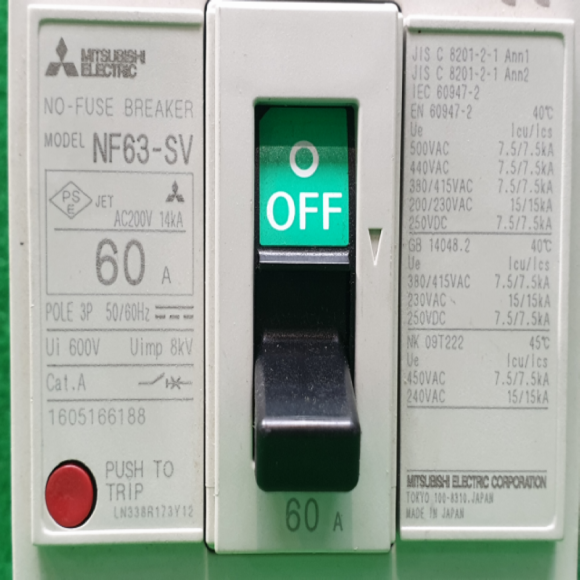 MITSUBISHI
ELECTRIC
NO-FUSE BREAKER
MODEL NF63-SV
PS
E
JET
AC200V 14kA
60 A
POLE 3P 50/60Hz
Ui 600V Uimp 8kV
Cat.A
1605166188
PUSH TO
TRIP
LN338R173Y12
OFF
60 A
JIS C 8201-2-1 Ann1
JIS C 8201-2-1 Ann2
IEC 60947-2
EN 60947-2 40℃
Ue Icu/Ics
500VAC 7.5/7.5kA
440VAC 7.5/7.5kA
380/415VAC 7.5/7.5kA
200/230VAC 15/15kA
250VDC 7.5/7.5kA
GB 14048.2 40℃
Ue Icu/Ics
380/415VAC 7.5/7.5kA
230VAC 15/15kA
250VDC 7.5/7.5kA
NK 09T222 45℃
Ue Icu/Ics
450VAC 7.5/7.5kA
240VAC 15/15kA
MITSUBISHI ELECTRIC CORPORATION
TOKYO 100-8310, JAPAN
MADE IN JAPAN